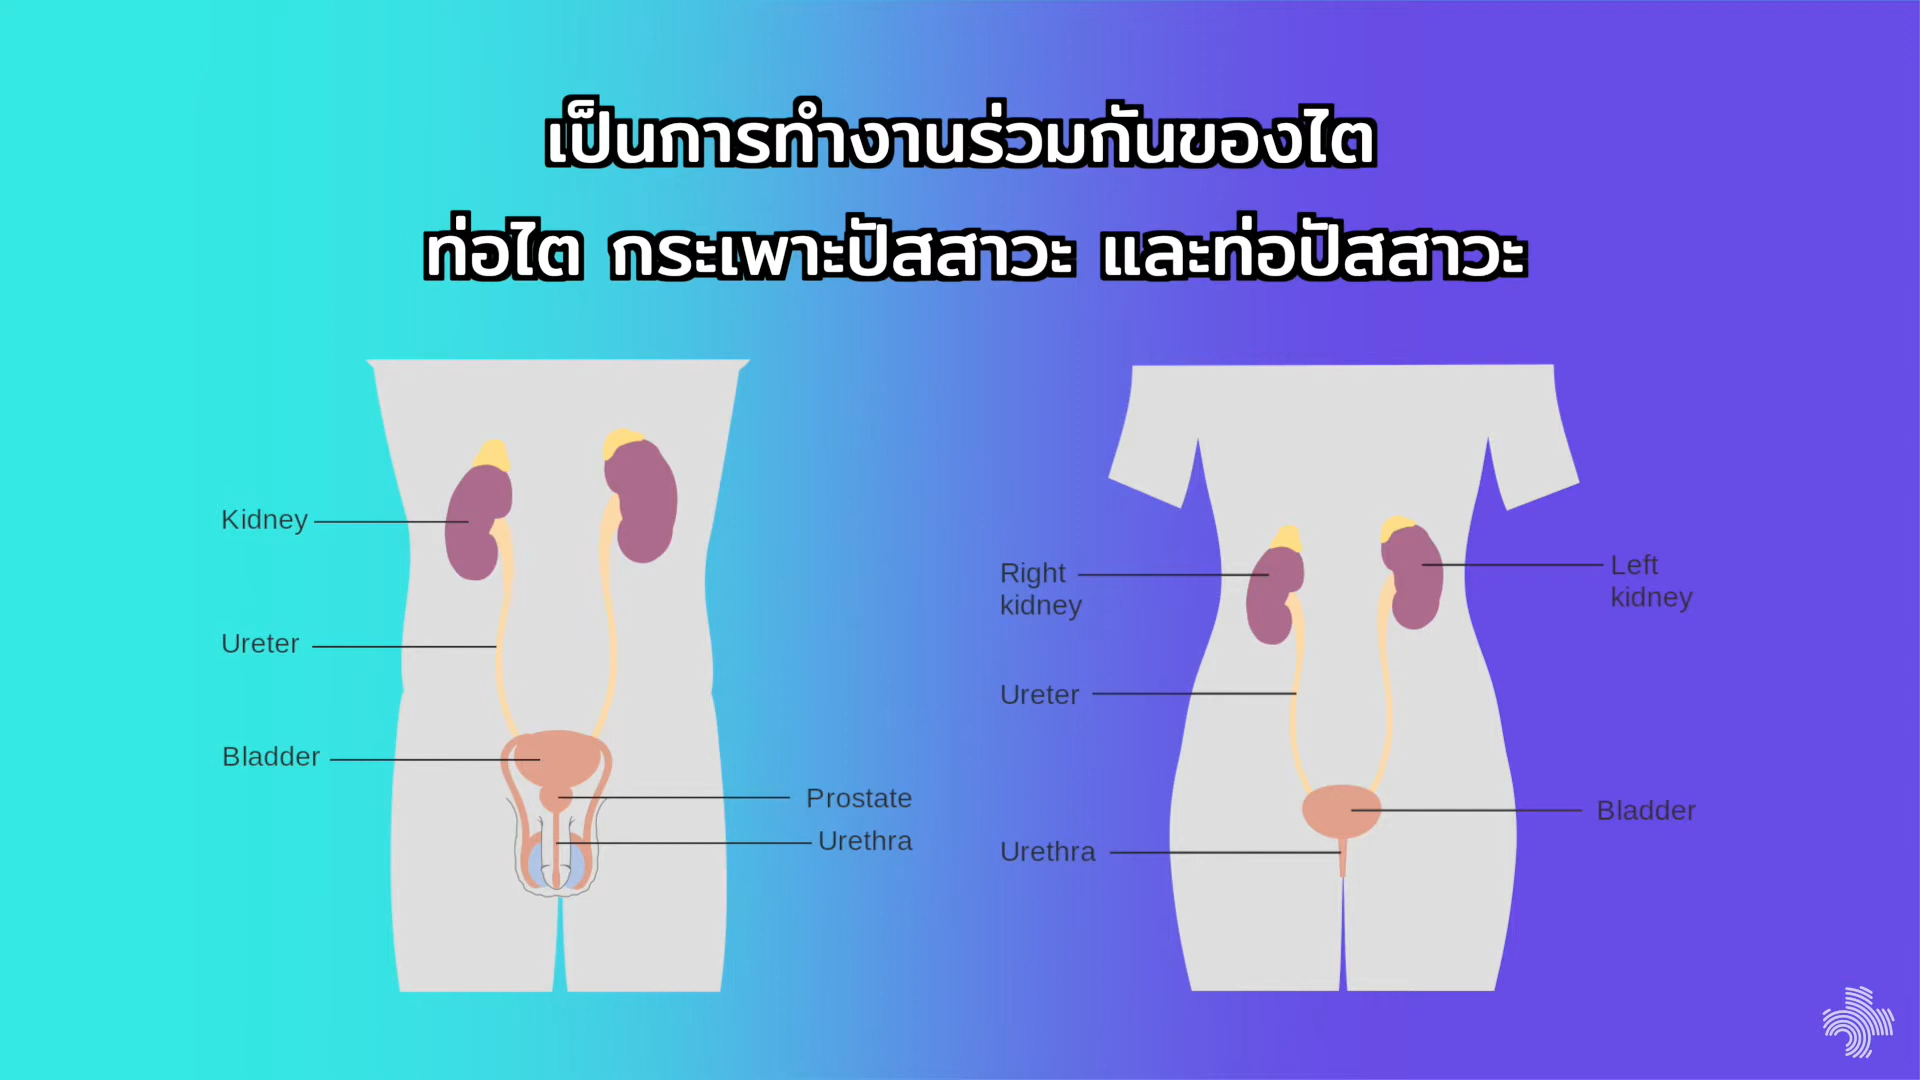 เป็นการทำงานร่วมกันของไต
ท่อไต กระเพาะปัสสาวะ และท่อปัสสาวะ
Kidney
Ureter
Bladder
Prostate
Urethra
Right
kidney
Left
kidney
Ureter
Bladder
Urethra